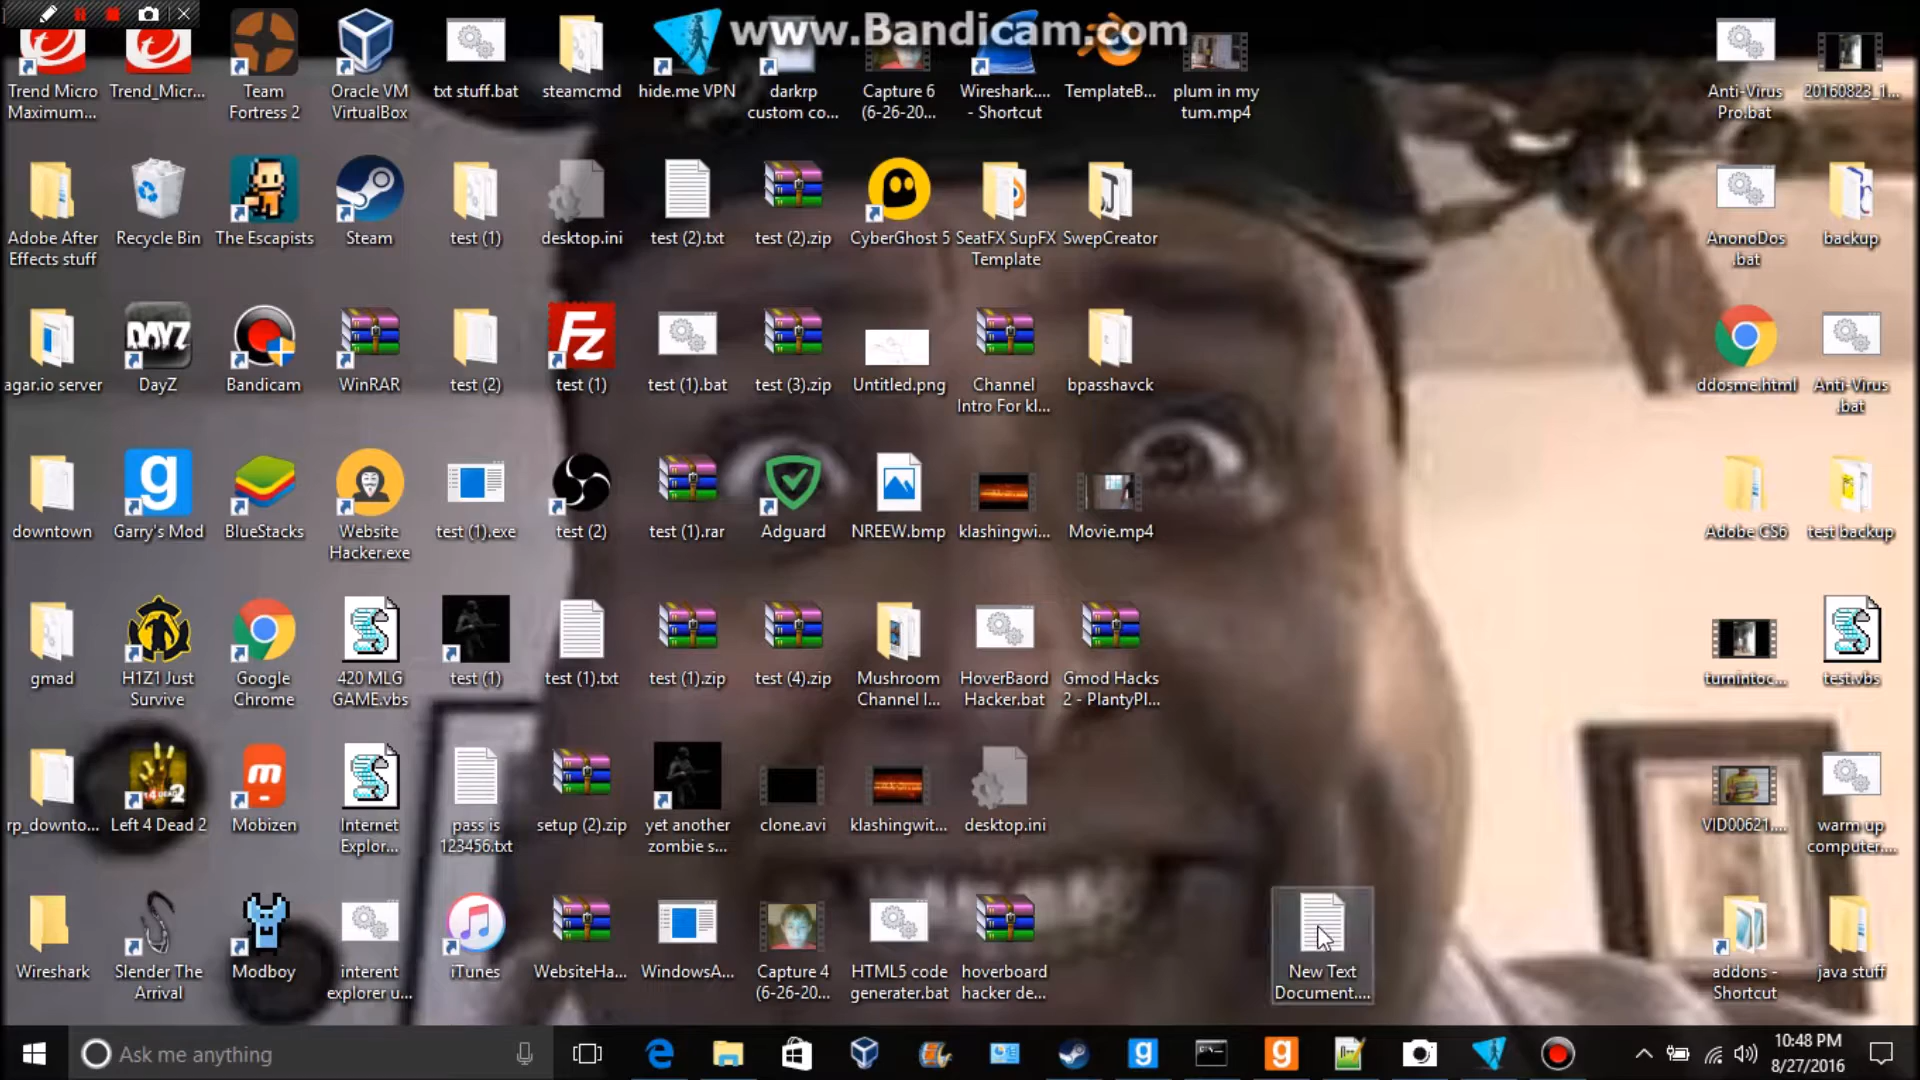 www.Bandicam.com
Trend Micro
Maximum...
Trend_Micr...
Team
Fortress 2
Oracle VM
VirtualBox
txt stuff.bat
steamcmd
hide.me VPN
darkrp
custom co...
Capture 6
(6-26-20...
Wireshark....
- Shortcut
TemplateB...
plum in my
tum.mp4
Anti-Virus
Pro.bat
20160823_1...
Adobe After
Effects stuff
Recycle Bin
The Escapists
Steam
test (1)
desktop.ini
test (2).txt
test (2).zip
CyberGhost 5
SeatFX SupFX
Template
SwepCreator
AnonoDos
.bat
backup
agar.io server
DAYZ
DayZ
Bandicam
WinRAR
test (2)
test (1)
test (1).bat
test (3).zip
Untitled.png
Channel
Intro For kl...
bpasshavck
ddosme.html
Anti-Virus
.bat
downtown
Garry's Mod
BlueStacks
Website
Hacker.exe
test (1).exe
test (2)
test (1).rar
Adguard
NREEW.bmp
klashingwi...
Movie.mp4
Adobe CS6
test backup
gmad
H1Z1 Just
Survive
Google
Chrome
420 MLG
GAME.vbs
test (1)
test (1).txt
test (1).zip
test (4).zip
Mushroom
Channel I...
HoverBaord
Hacker.bat
Gmod Hacks
2 - PlantyPl...
turnintoc...
test.vbs
rp_downto...
Left 4 Dead 2
Mobizen
Internet
Explor...
pass is
123456.txt
setup (2).zip
yet another
zombie s...
clone.avi
klashingwit...
desktop.ini
VID00621....
warm up
computer....
Wireshark
Slender The
Arrival
Modboy
interent
explorer u...
iTunes
WebsiteHa...
WindowsA...
Capture 4
(6-26-20...
HTML5 code
generater.bat
hoverboard
hacker de...
New Text
Document....
addons -
Shortcut
java stuff
Ask me anything
10:48 PM
8/27/2016